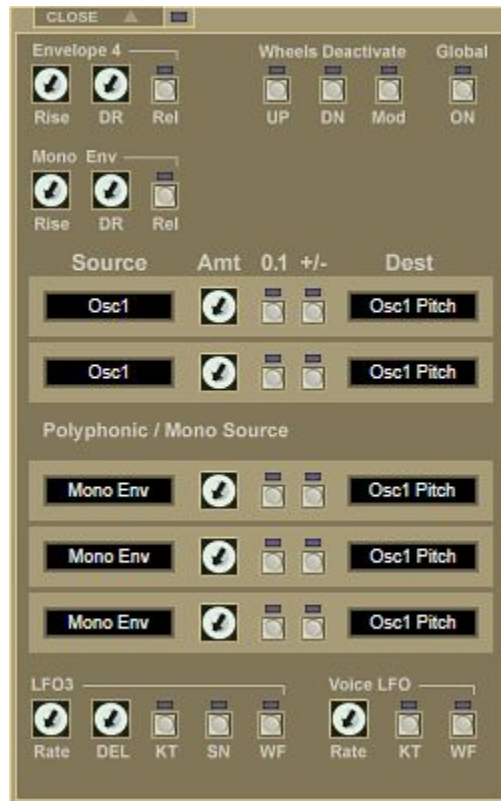 CLOSE
Envelope 4 Wheels Deactivate Global
Rise DR Rel UP DN Mod ON
Mono Env
Rise DR Rel
Source Amt 0.1 +/- Dest
Osc1 Osc1 Pitch
Osc1 Osc1 Pitch
Polyphonic / Mono Source
Mono Env Osc1 Pitch
Mono Env Osc1 Pitch
Mono Env Osc1 Pitch
LFO3 Voice LFO
Rate DEL KT SN WF Rate KT WF